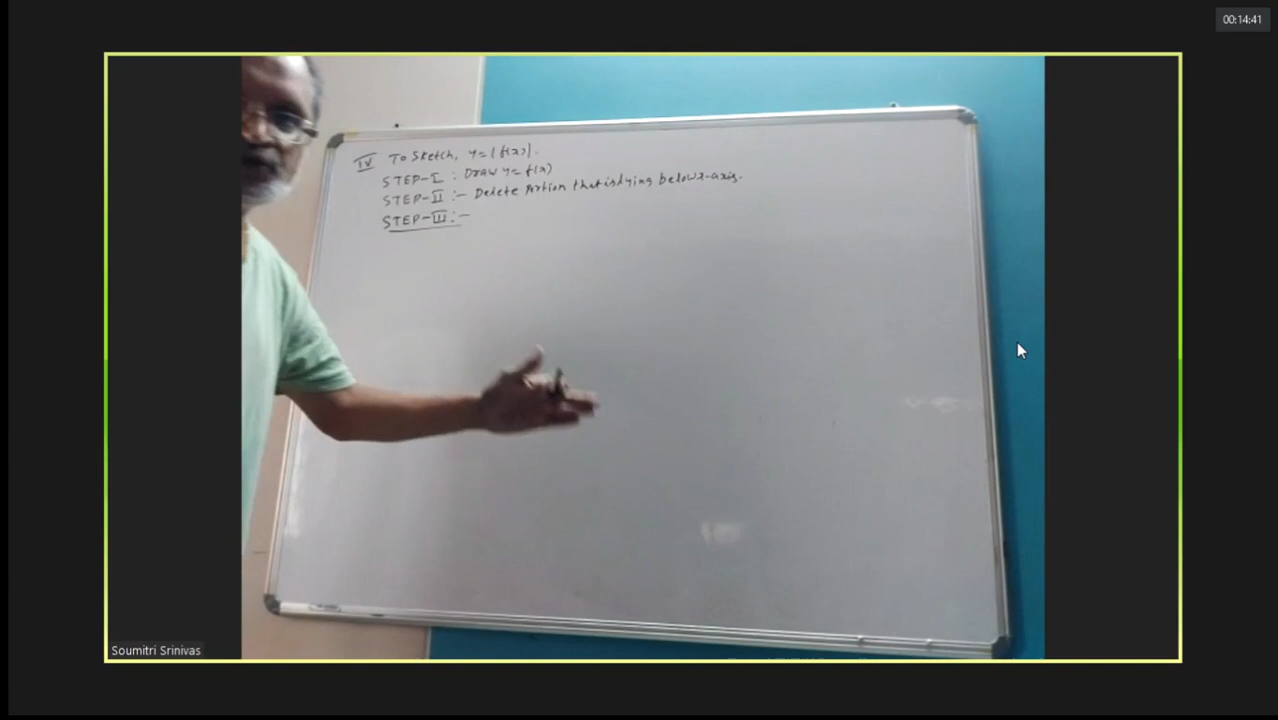 00:14:41
IV To Sketch, y=|f(x)|.
STEP-I : Draw y=f(x)
STEP-II :- Delete Portion that is lying below x-axis.
STEP-III :-
Soumitri Srinivas